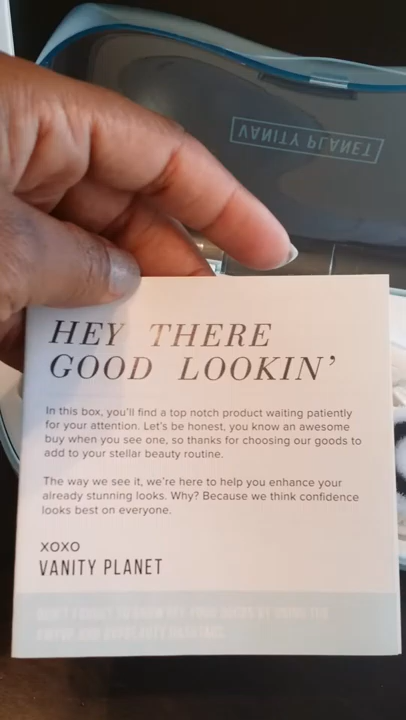 VANITY PLANET
HEY THERE
GOOD LOOKIN'
In this box, you'll find a top notch product waiting patiently
for your attention. Let's be honest, you know an awesome
buy when you see one, so thanks for choosing our goods to
add to your stellar beauty routine.
The way we see it, we're here to help you enhance your
already stunning looks. Why? Because we think confidence
looks best on everyone.
XOXO
VANITY PLANET